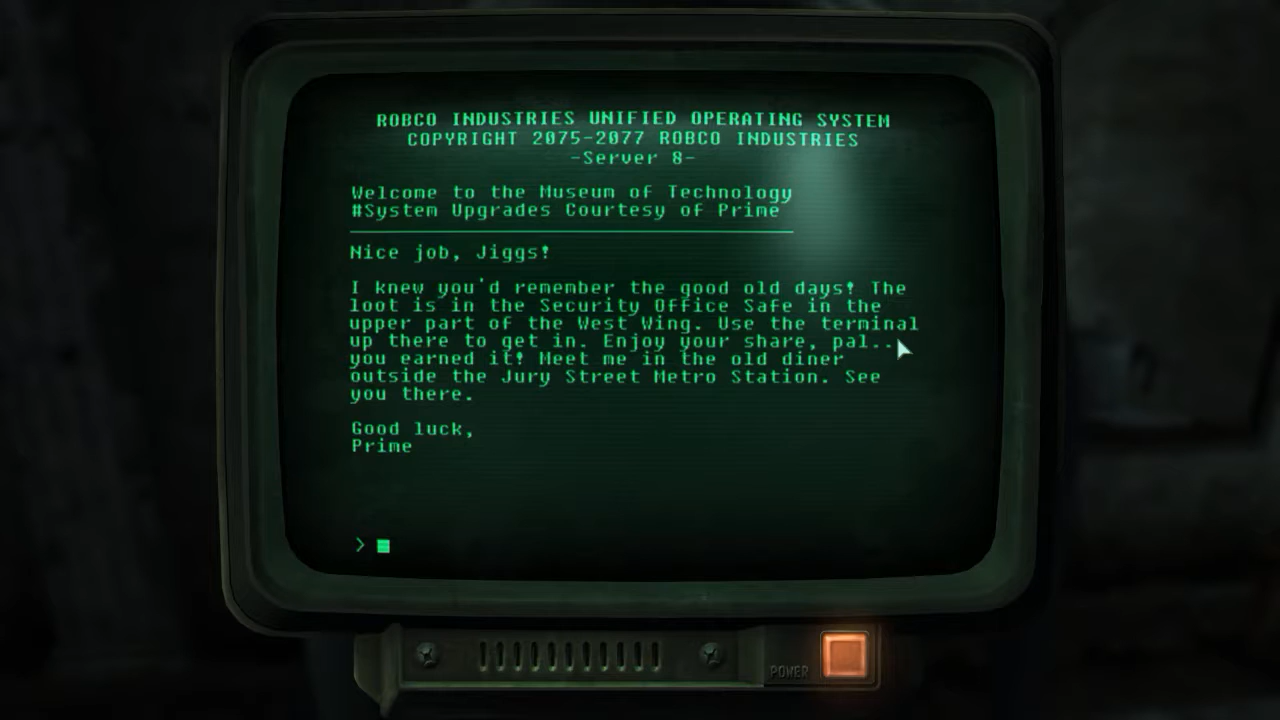 ROBCO INDUSTRIES UNIFIED OPERATING SYSTEM
COPYRIGHT 2075-2077 ROBCO INDUSTRIES
-Server 8-
Welcome to the Museum of Technology
#System Upgrades Courtesy of Prime
Nice job, Jiggs!
I knew you'd remember the good old days! The
loot is in the Security Office Safe in the
upper part of the West Wing. Use the terminal
up there to get in. Enjoy your share, pal...
you earned it! Meet me in the old diner
outside the Jury Street Metro Station. See
you there.
Good luck,
Prime
>
POWER